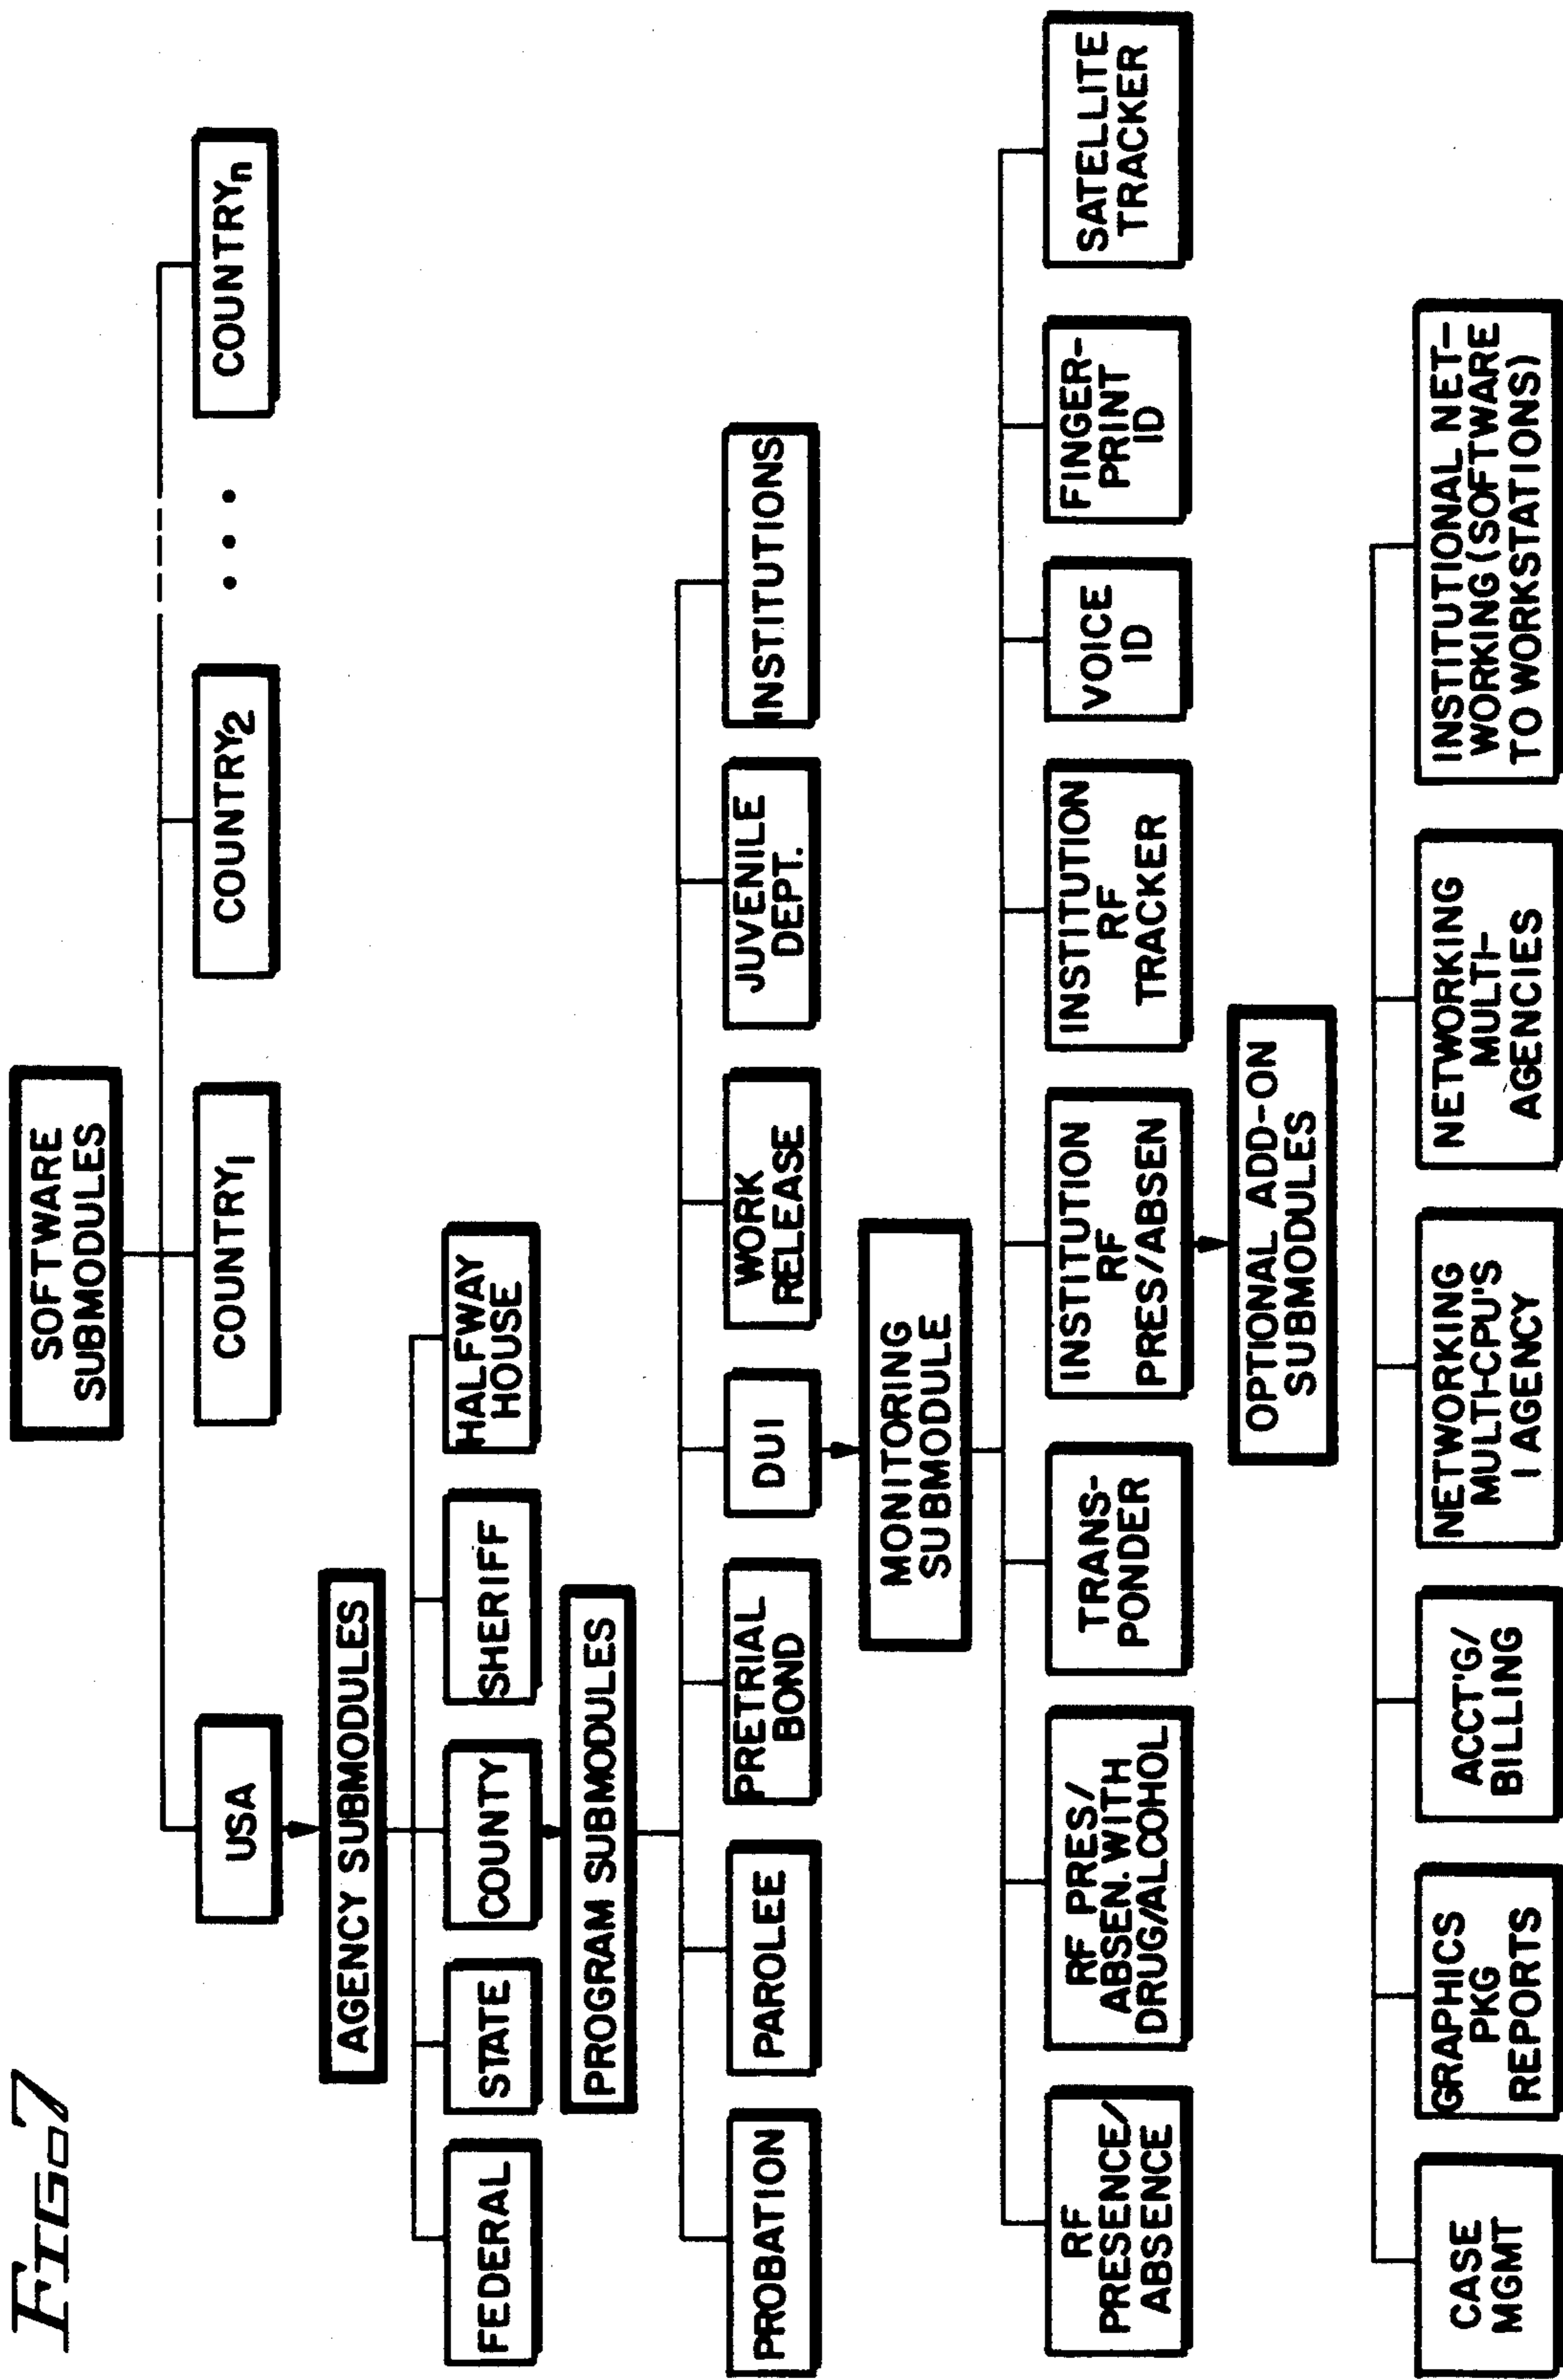 FIG. 7
SOFTWARE
SUBMODULES
USA
COUNTRY1
COUNTRY2
• • •
COUNTRYn
AGENCY SUBMODULES
FEDERAL
STATE
COUNTY
SHERIFF
HALFWAY
HOUSE
PROGRAM SUBMODULES
PROBATION
PAROLEE
PRETRIAL
BOND
DUI
WORK
RELEASE
JUVENILE
DEPT.
INSTITUTIONS
MONITORING
SUBMODULE
RF
PRESENCE/
ABSENCE
RF PRES/
ABSEN. WITH
DRUG/ALCOHOL
TRANS-
PONDER
INSTITUTION
RF
PRES/ABSEN
INSTITUTION
RF
TRACKER
VOICE
ID
FINGER-
PRINT
ID
SATELLITE
TRACKER
OPTIONAL ADD-ON
SUBMODULES
CASE
MGMT
GRAPHICS
PKG
REPORTS
ACCT'G/
BILLING
NETWORKING
MULTI-CPU'S
1 AGENCY
NETWORKING
MULTI-
AGENCIES
INSTITUTIONAL NET-
WORKING (SOFTWARE
TO WORKSTATIONS)